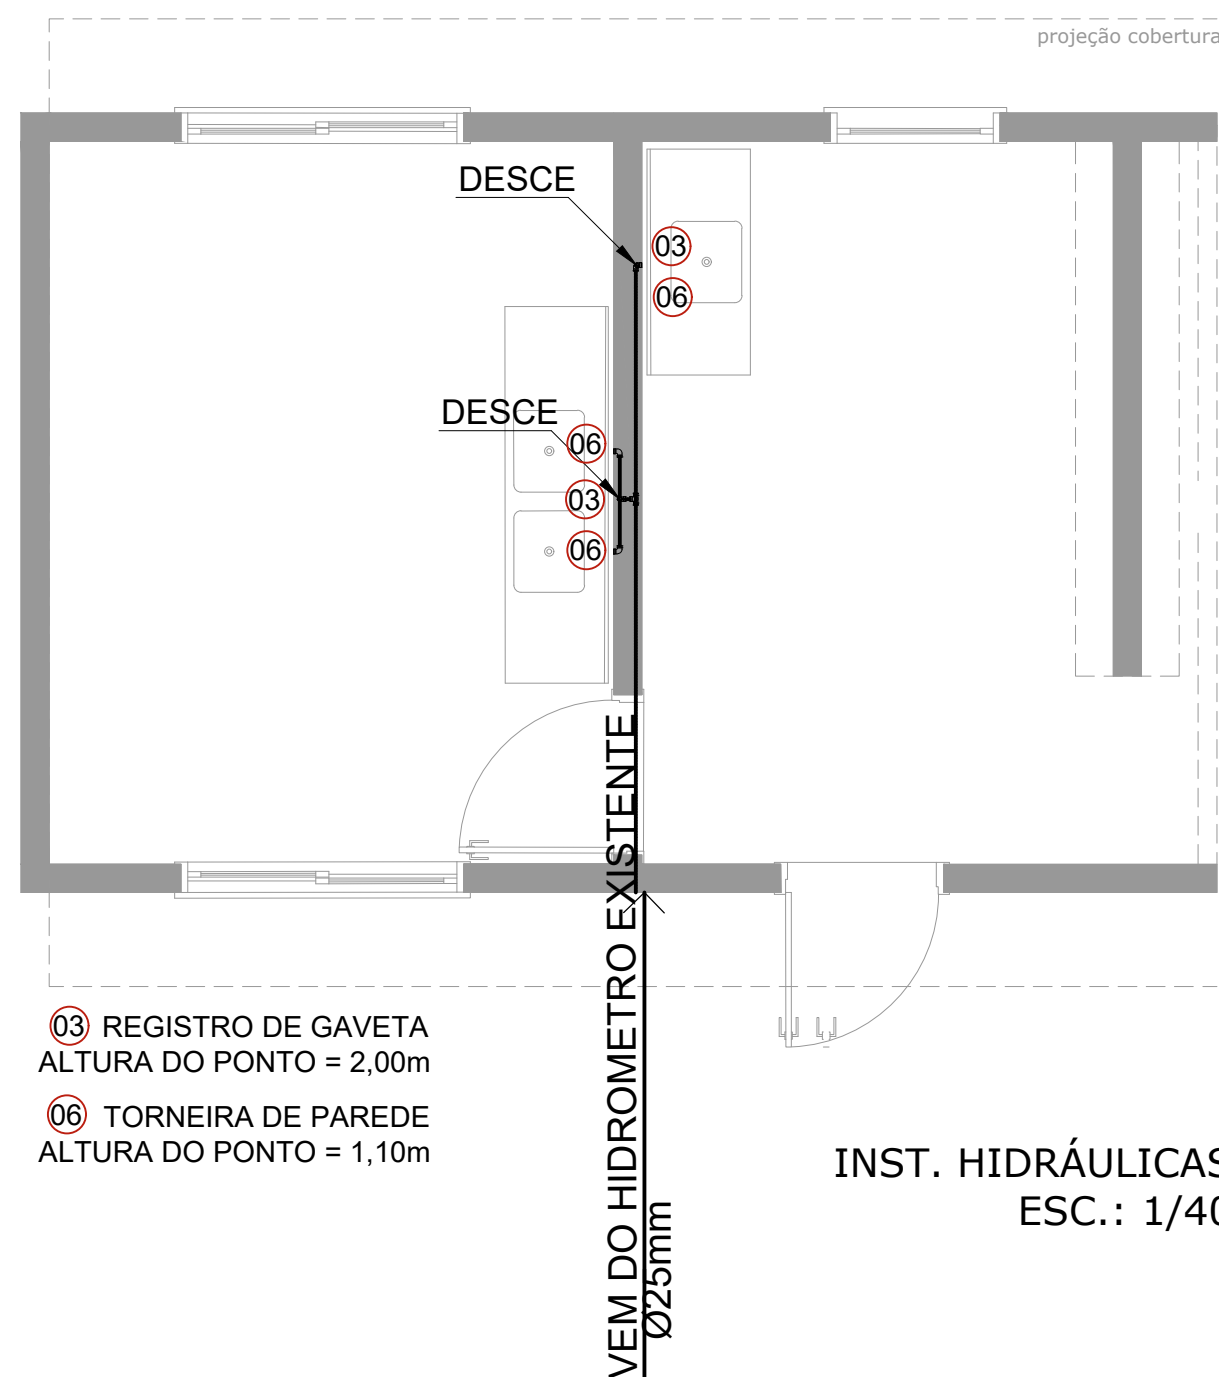 projeção cobertura
DESCE
03
06
DESCE
06
03
06
VEM DO HIDROMETRO EXISTENTE
Ø25mm
03 REGISTRO DE GAVETA
ALTURA DO PONTO = 2,00m
06 TORNEIRA DE PAREDE
ALTURA DO PONTO = 1,10m
INST. HIDRÁULICAS
ESC.: 1/40